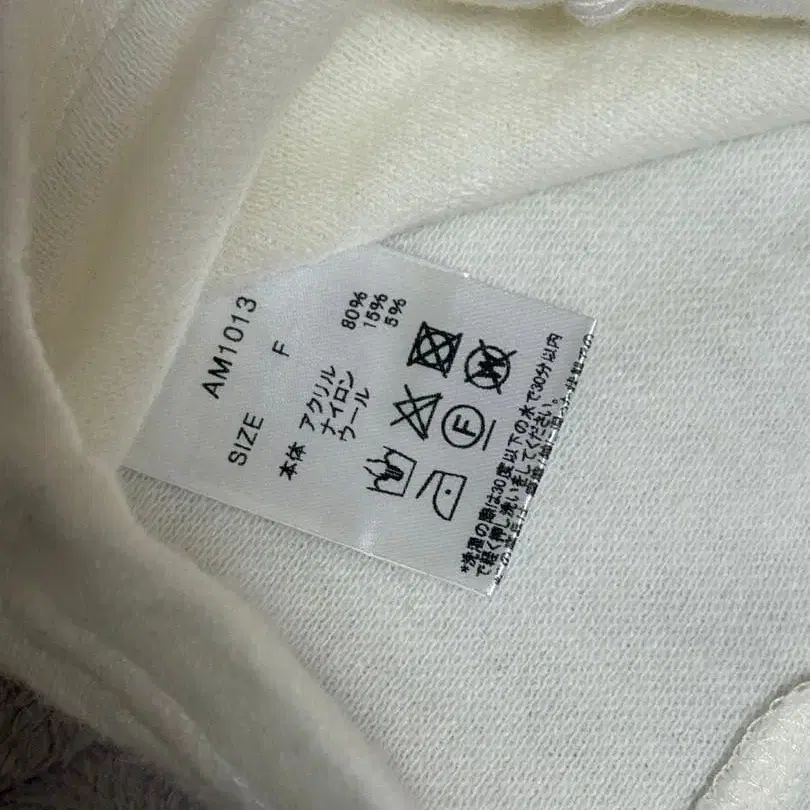 AM1013
SIZE F
本体 アクリル 80%
ナイロン 15%
ウール 5%
F
W
*洗濯の際は30度以下の水で30分以内
で軽く押し洗いをしてください。